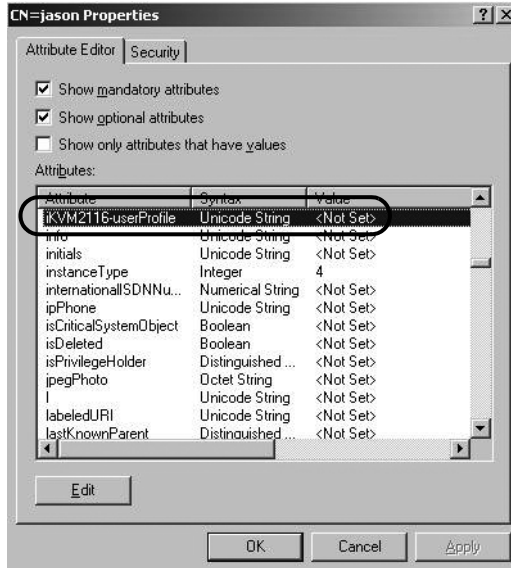 CN=jason Properties
Attribute Editor Security
Show mandatory attributes
Show optional attributes
Show only attributes that have values
Attributes:
Attribute Syntax Value
iKVM2116-userProfile Unicode String <Not Set>
info Unicode String <Not Set>
initials Unicode String <Not Set>
instanceType Integer 4
internationalISDNNu... Numerical String <Not Set>
ipPhone Unicode String <Not Set>
isCriticalSystemObject Boolean <Not Set>
isDeleted Boolean <Not Set>
isPrivilegeHolder Distinguished ... <Not Set>
jpegPhoto Octet String <Not Set>
l Unicode String <Not Set>
labeledURI Unicode String <Not Set>
lastKnownParent Distinguished ... <Not Set>
Edit
OK Cancel Apply